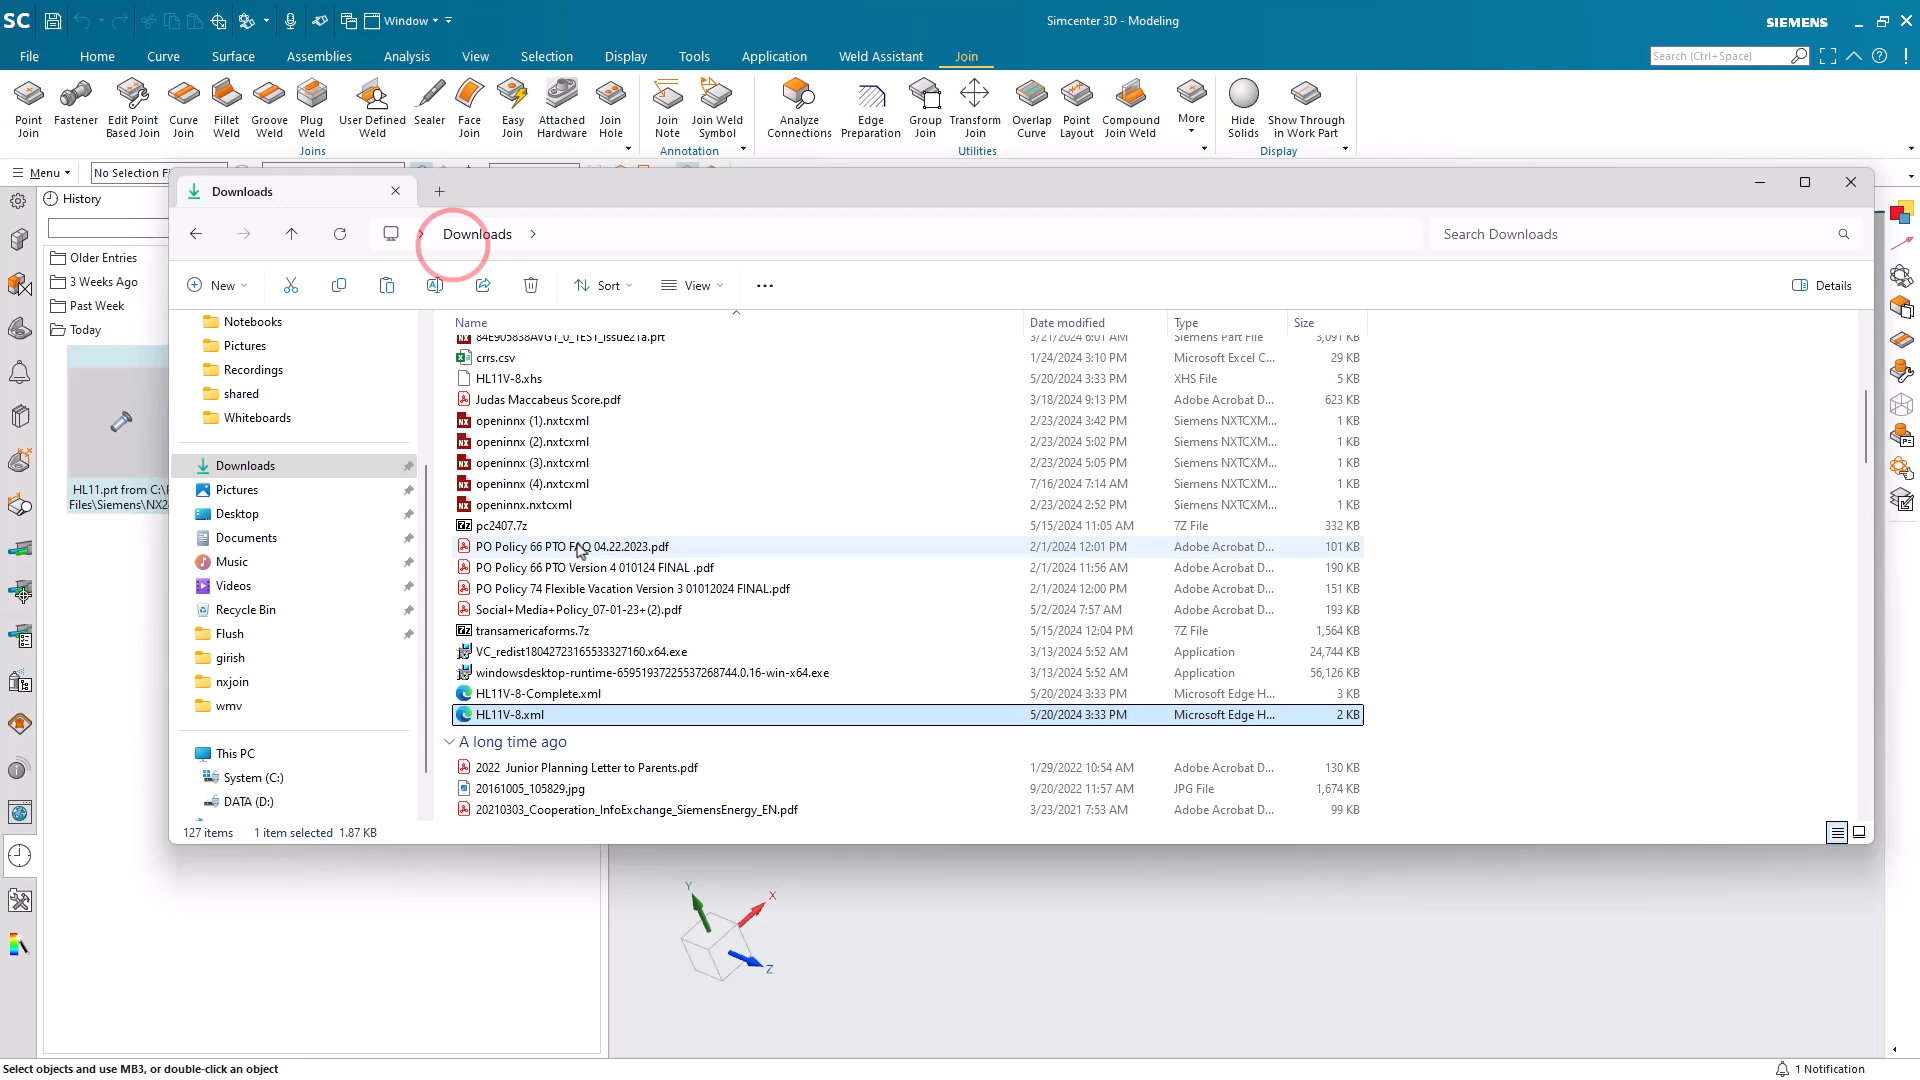 SC
Window
Simcenter 3D - Modeling
SIEMENS
File
Home
Curve
Surface
Assemblies
Analysis
View
Selection
Display
Tools
Application
Weld Assistant
Join
Search (Ctrl+Space)
Point Join
Fastener
Edit Point Based Join
Curve Join
Fillet Weld
Groove Weld
Plug Weld
User Defined Weld
Sealer
Face Join
Easy Join
Attached Hardware
Join Hole
Join Note
Join Weld Symbol
Analyze Connections
Edge Preparation
Group Join
Transform Join
Overlap Curve
Point Layout
Compound Join Weld
More
Hide Solids
Show Through in Work Part
Joins
Annotation
Utilities
Display
Menu
No Selection Fi
History
Downloads
Downloads
Search Downloads
New
Sort
View
Details
Older Entries
3 Weeks Ago
Past Week
Today
HL11.prt from C:\P
Files\Siemens\NX24
Notebooks
Pictures
Recordings
shared
Whiteboards
Downloads
Pictures
Desktop
Documents
Music
Videos
Recycle Bin
Flush
girish
nxjoin
wmv
This PC
System (C:)
DATA (D:)
Name Date modified Type Size
84E905838AVG1_0_TEST_issue21a.prt 3/21/2024 6:01 AM Siemens Part File 3,091 KB
crrs.csv 1/24/2024 3:10 PM Microsoft Excel C... 29 KB
HL11V-8.xhs 5/20/2024 3:33 PM XHS File 5 KB
Judas Maccabeus Score.pdf 3/18/2024 9:13 PM Adobe Acrobat D... 623 KB
openinnx (1).nxtcxml 2/23/2024 3:42 PM Siemens NXTCXM... 1 KB
openinnx (2).nxtcxml 2/23/2024 5:02 PM Siemens NXTCXM... 1 KB
openinnx (3).nxtcxml 2/23/2024 5:05 PM Siemens NXTCXM... 1 KB
openinnx (4).nxtcxml 7/16/2024 7:14 AM Siemens NXTCXM... 1 KB
openinnx.nxtcxml 2/23/2024 2:52 PM Siemens NXTCXM... 1 KB
pc2407.7z 5/15/2024 11:05 AM 7Z File 332 KB
PO Policy 66 PTO FAQ 04.22.2023.pdf 2/1/2024 12:01 PM Adobe Acrobat D... 101 KB
PO Policy 66 PTO Version 4 010124 FINAL .pdf 2/1/2024 11:56 AM Adobe Acrobat D... 190 KB
PO Policy 74 Flexible Vacation Version 3 01012024 FINAL.pdf 2/1/2024 12:00 PM Adobe Acrobat D... 151 KB
Social+Media+Policy_07-01-23+(2).pdf 5/2/2024 7:57 AM Adobe Acrobat D... 193 KB
transamericaforms.7z 5/15/2024 12:04 PM 7Z File 1,564 KB
VC_redist18042723165533327160.x64.exe 3/13/2024 5:52 AM Application 24,744 KB
windowsdesktop-runtime-65951937225537268744.0.16-win-x64.exe 3/13/2024 5:52 AM Application 56,126 KB
HL11V-8-Complete.xml 5/20/2024 3:33 PM Microsoft Edge H... 3 KB
HL11V-8.xml 5/20/2024 3:33 PM Microsoft Edge H... 2 KB
A long time ago
2022 Junior Planning Letter to Parents.pdf 1/29/2022 10:54 AM Adobe Acrobat D... 130 KB
20161005_105829.jpg 9/20/2022 11:57 AM JPG File 1,674 KB
20210303_Cooperation_InfoExchange_SiemensEnergy_EN.pdf 3/23/2021 7:53 AM Adobe Acrobat D... 99 KB
127 items 1 item selected 1.87 KB
Y
X
Z
Select objects and use MB3, or double-click an object
1 Notification